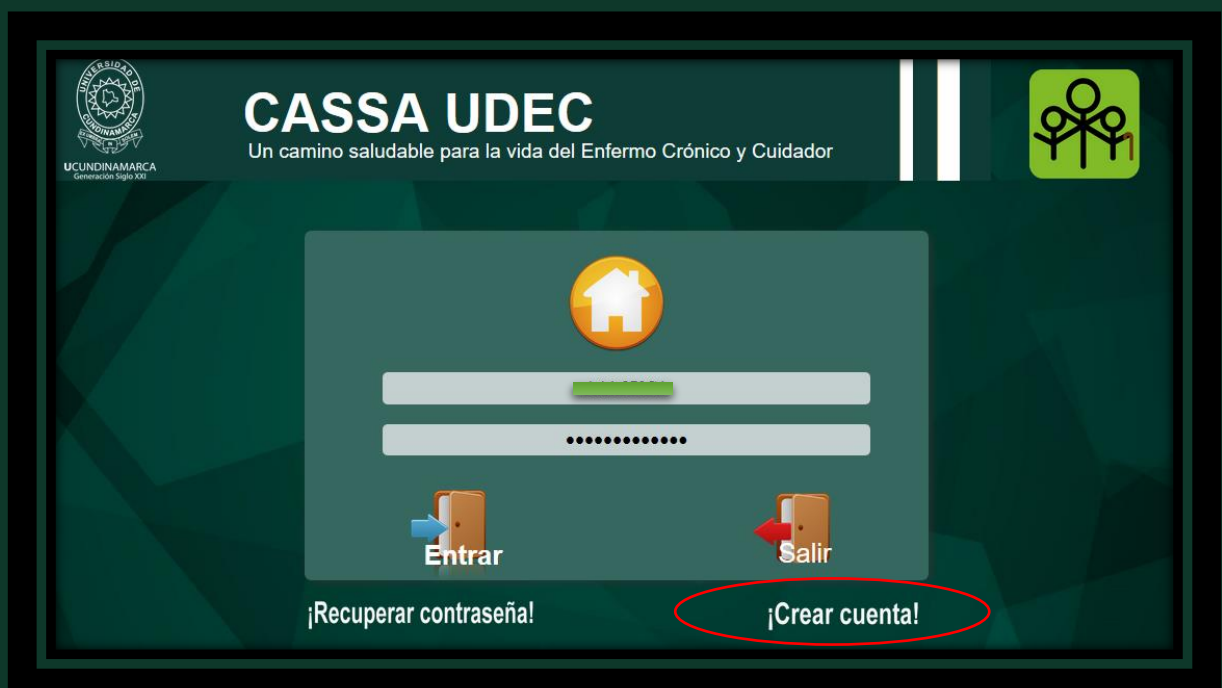 UNIVERSIDAD DE
CUNDINAMARCA
UCUNDINAMARCA
Generación Siglo XXI
CASSA UDEC
Un camino saludable para la vida del Enfermo Crónico y Cuidador
•••••••••••••
Entrar
Salir
¡Recuperar contraseña!
¡Crear cuenta!